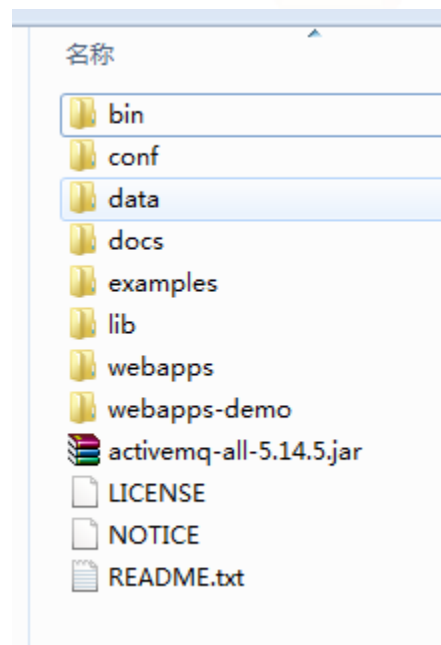 名称
bin
conf
data
docs
examples
lib
webapps
webapps-demo
activemq-all-5.14.5.jar
LICENSE
NOTICE
README.txt